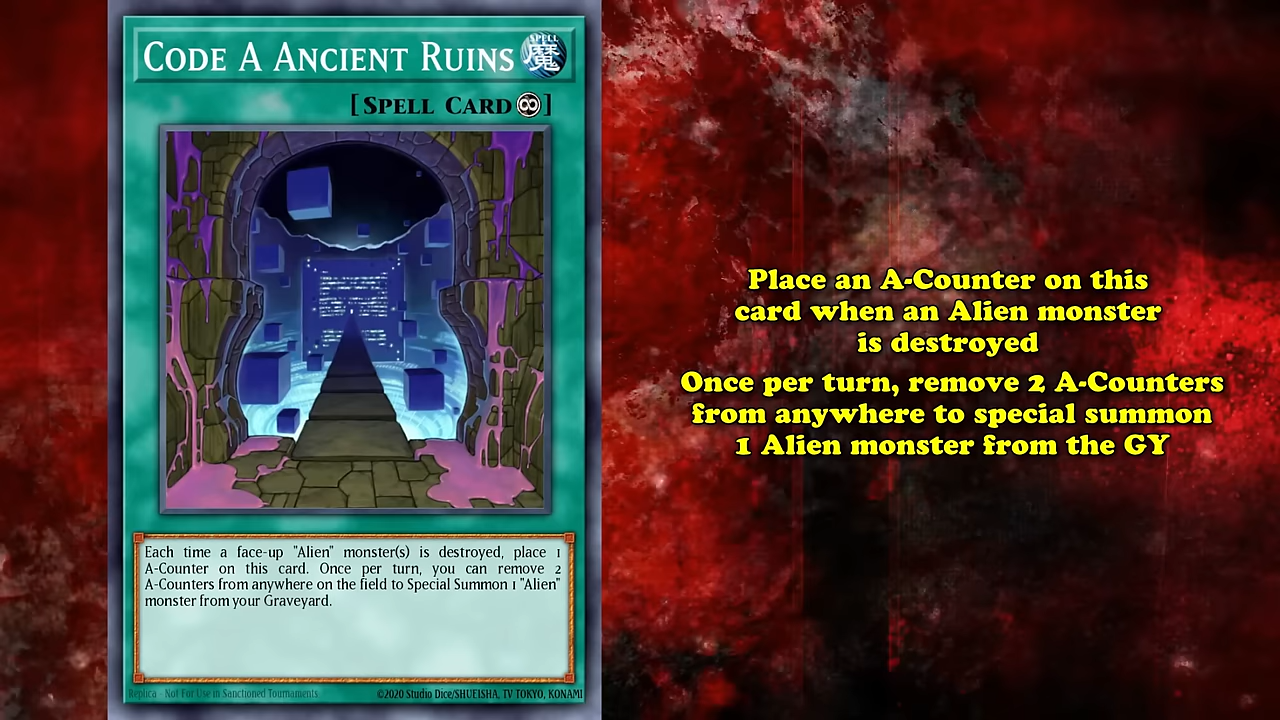 CODE A ANCIENT RUINS
SPELL
魔
[SPELL CARD∞]
Each time a face-up "Alien" monster(s) is destroyed, place 1
A-Counter on this card. Once per turn, you can remove 2
A-Counters from anywhere on the field to Special Summon 1 "Alien"
monster from your Graveyard.
Replica - Not For Use in Sanctioned Tournaments
©2020 Studio Dice/SHUEISHA, TV TOKYO, KONAMI
Place an A-Counter on this
card when an Alien monster
is destroyed
Once per turn, remove 2 A-Counters
from anywhere to special summon
1 Alien monster from the GY